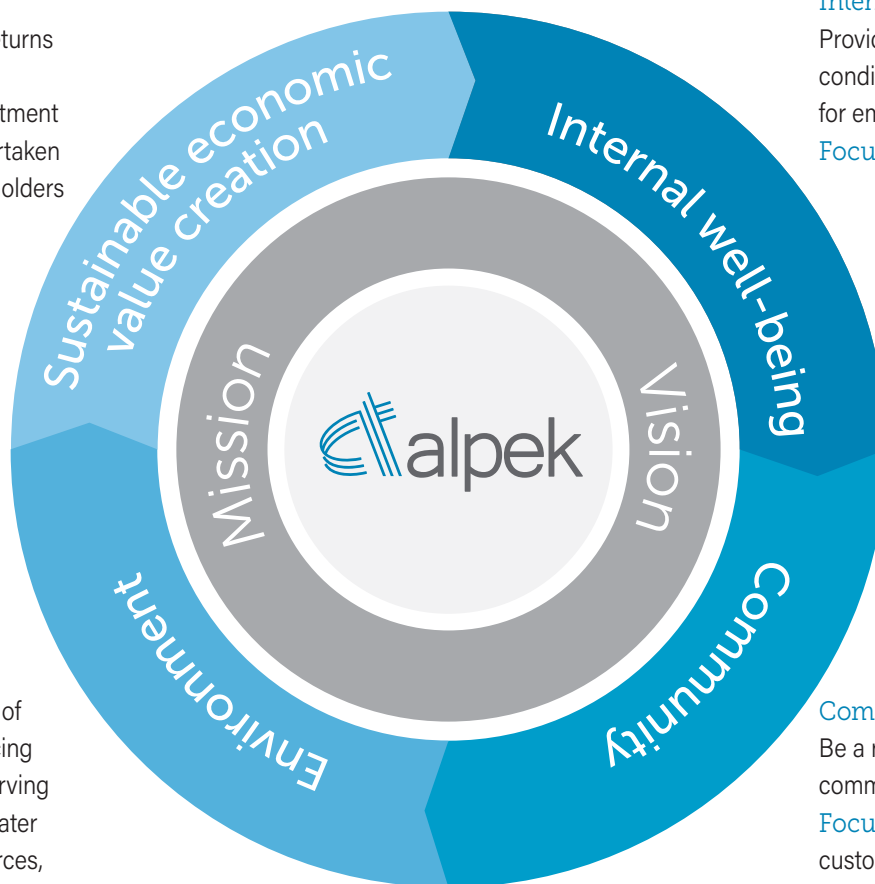 turns
tment
rtaken
olders
Provid
condi
for em
Focu
Sustainable economic
value creation
Internal well-being
Mission
Vision
alpek
Environment
Community
of
ing
rving
ater
rces,
Com
Be a r
comm
Focu
custo